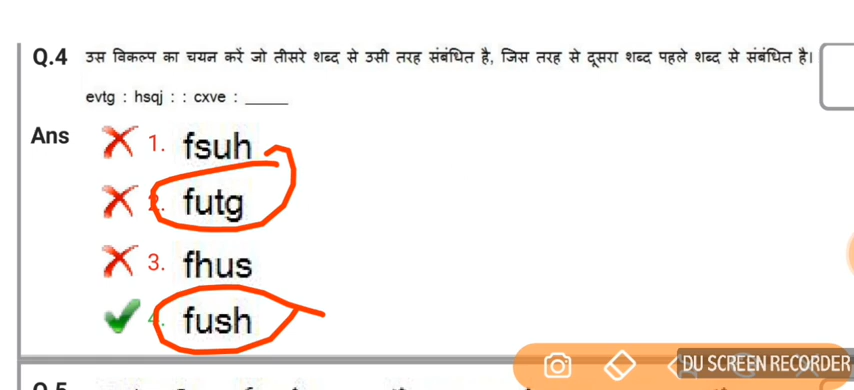 Q.4 उस विकल्प का चयन करें जो तीसरे शब्द से उसी तरह संबंधित है, जिस तरह से दूसरा शब्द पहले शब्द से संबंधित है।
evtg : hsqj : : cxve : _____
Ans 1. fsuh
2. futg
3. fhus
4. fush
DU SCREEN RECORDER